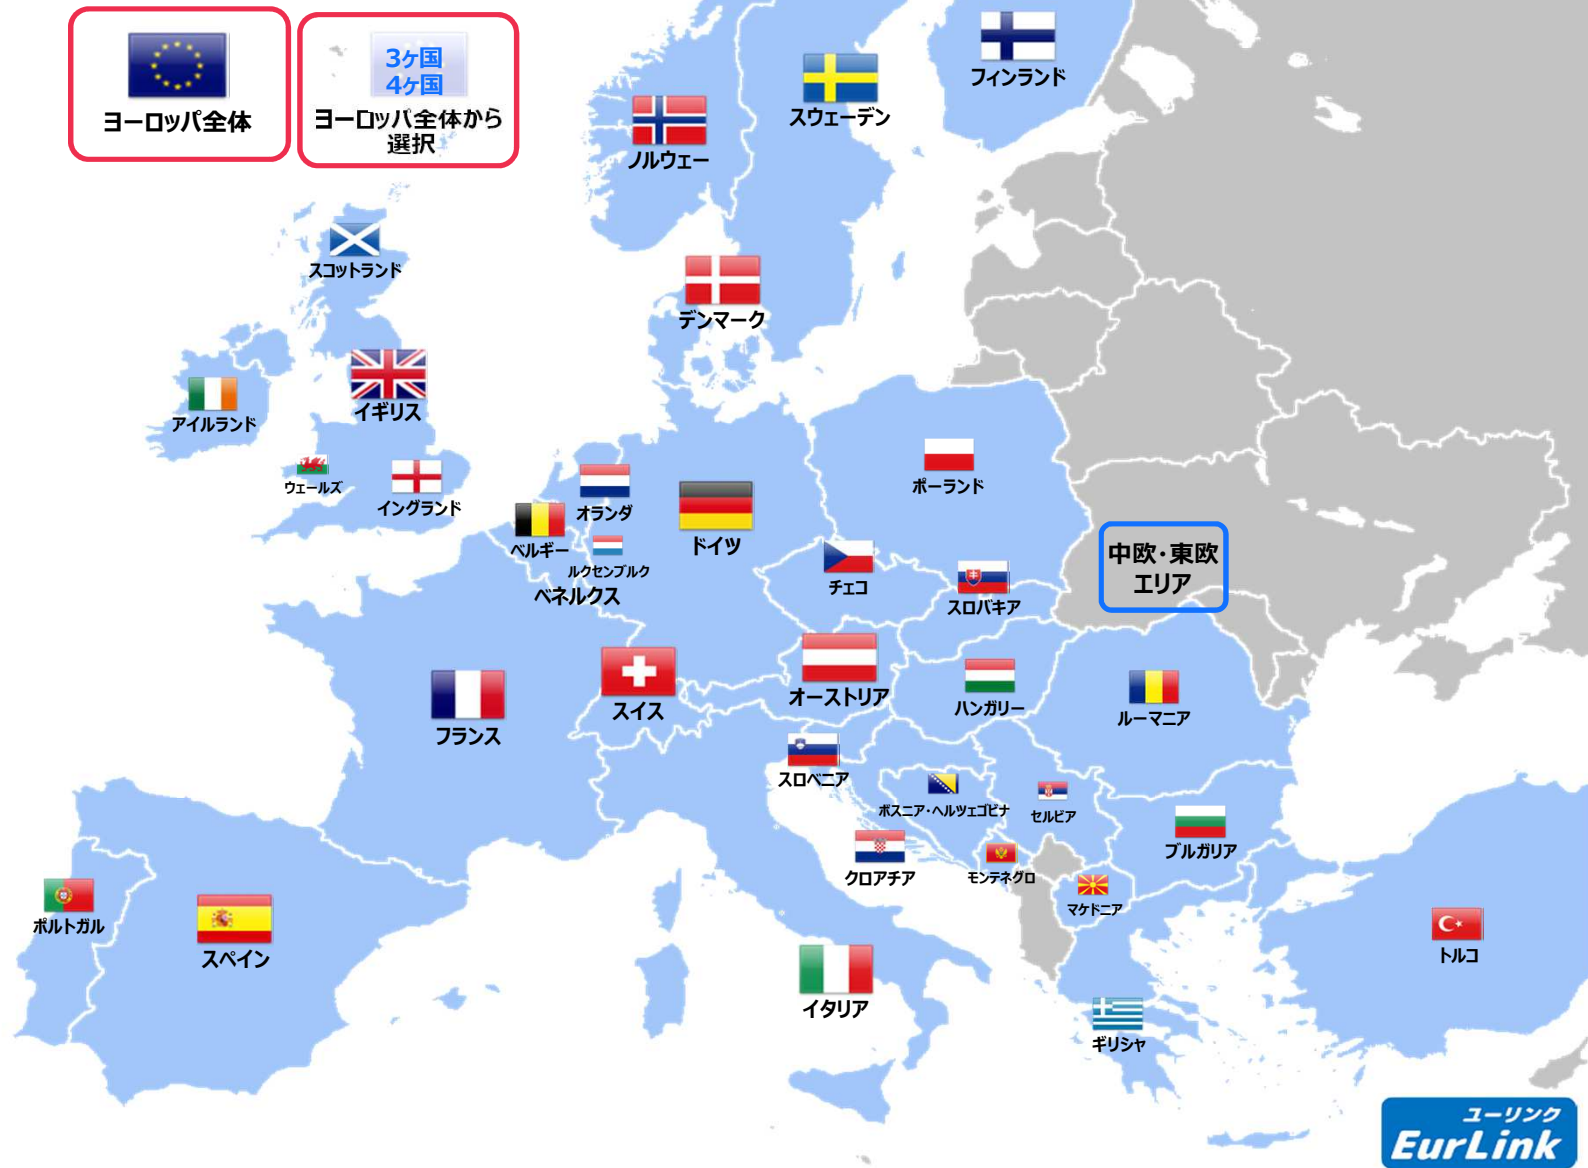 3ヶ国
4ヶ国
ヨーロッパ全体
ヨーロッパ全体から
選択
フィンランド
スウェーデン
ノルウェー
スコットランド
デンマーク
イギリス
アイルランド
ウェールズ
イングランド
オランダ
ベルギー
ルクセンブルク
ベネルクス
ドイツ
ポーランド
チェコ
スロバキア
中欧・東欧
エリア
オーストリア
ハンガリー
ルーマニア
スイス
フランス
スロベニア
ボスニア・ヘルツェゴビナ
セルビア
ブルガリア
クロアチア
モンテネグロ
マケドニア
ポルトガル
スペイン
イタリア
トルコ
ギリシャ
ユーリンク
EurLink